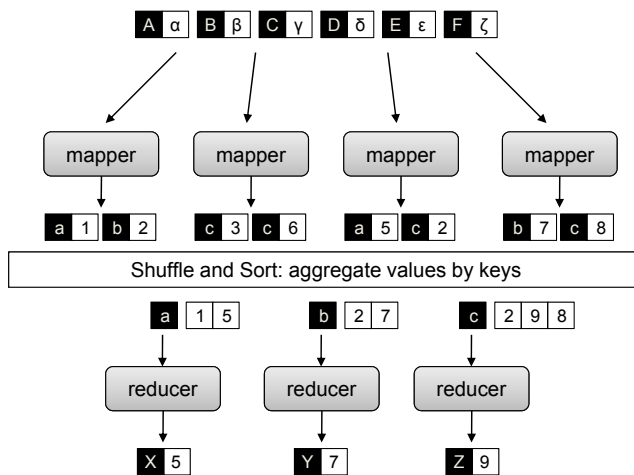 A α B β C γ D δ E ε F ζ
mapper mapper mapper mapper
a 1 b 2 c 3 c 6 a 5 c 2 b 7 c 8
Shuffle and Sort: aggregate values by keys
a 1 5 b 2 7 c 2 9 8
reducer reducer reducer
X 5 Y 7 Z 9